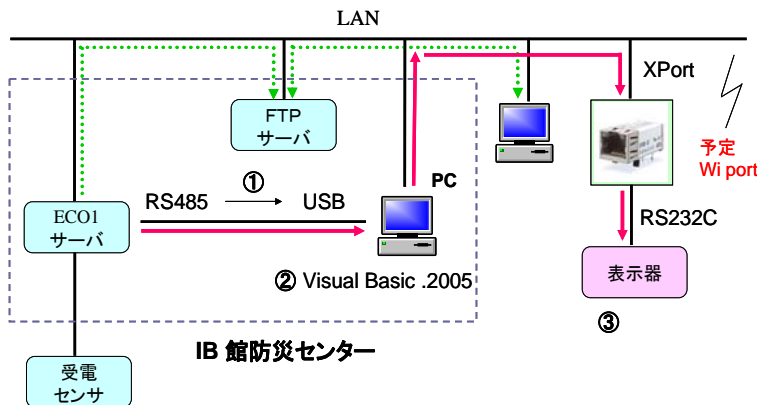 LAN
XPort
FTP
サーバ
予定
Wi port
①
PC
RS485
USB
ECO1
サーバ
RS232C
② Visual Basic .2005
表示器
③
IB 館防災センター
受電
センサ